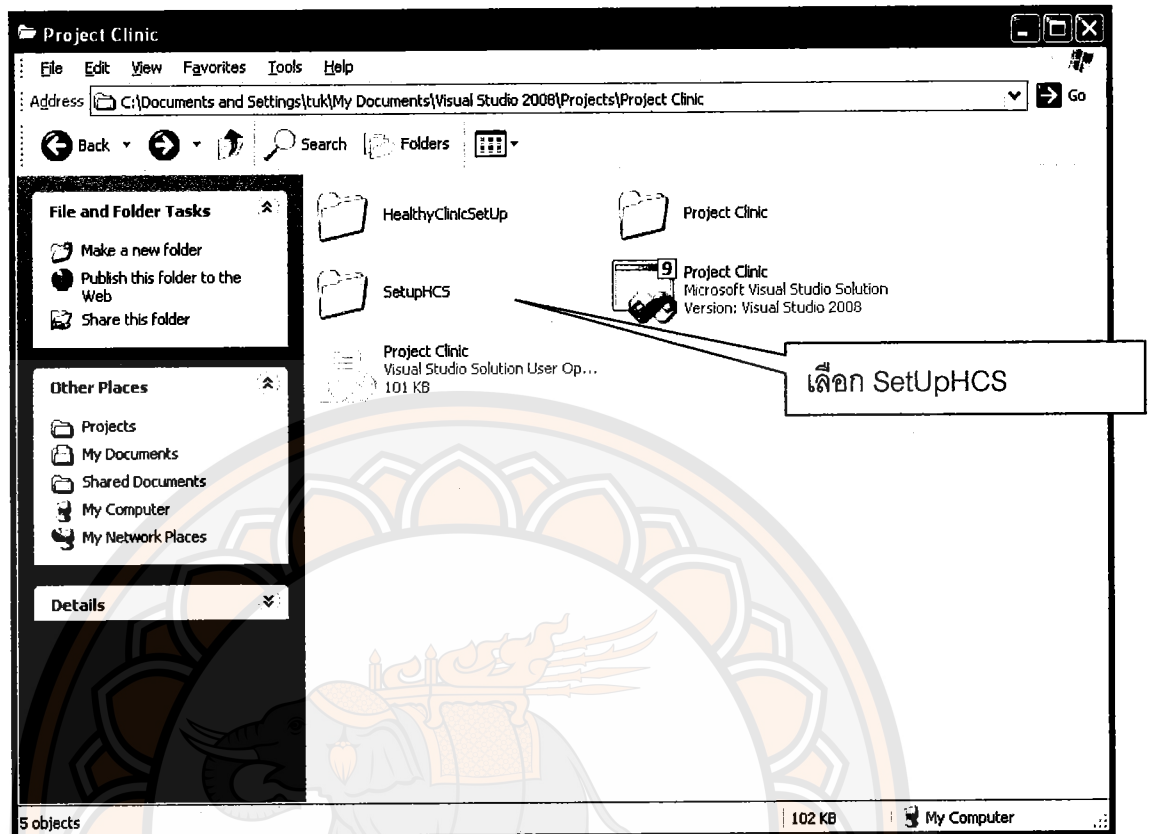 Project Clinic
File Edit View Favorites Tools Help
Address C:\Documents and Settings\tuk\My Documents\Visual Studio 2008\Projects\Project Clinic Go
Back Search Folders
File and Folder Tasks
Make a new folder
Publish this folder to the
Web
Share this folder
Other Places
Projects
My Documents
Shared Documents
My Computer
My Network Places
Details
HealthyClinicSetUp
Project Clinic
SetupHCS
9
Project Clinic
Microsoft Visual Studio Solution
Version: Visual Studio 2008
Project Clinic
Visual Studio Solution User Op...
101 KB
เลือก SetUpHCS
5 objects
102 KB
My Computer